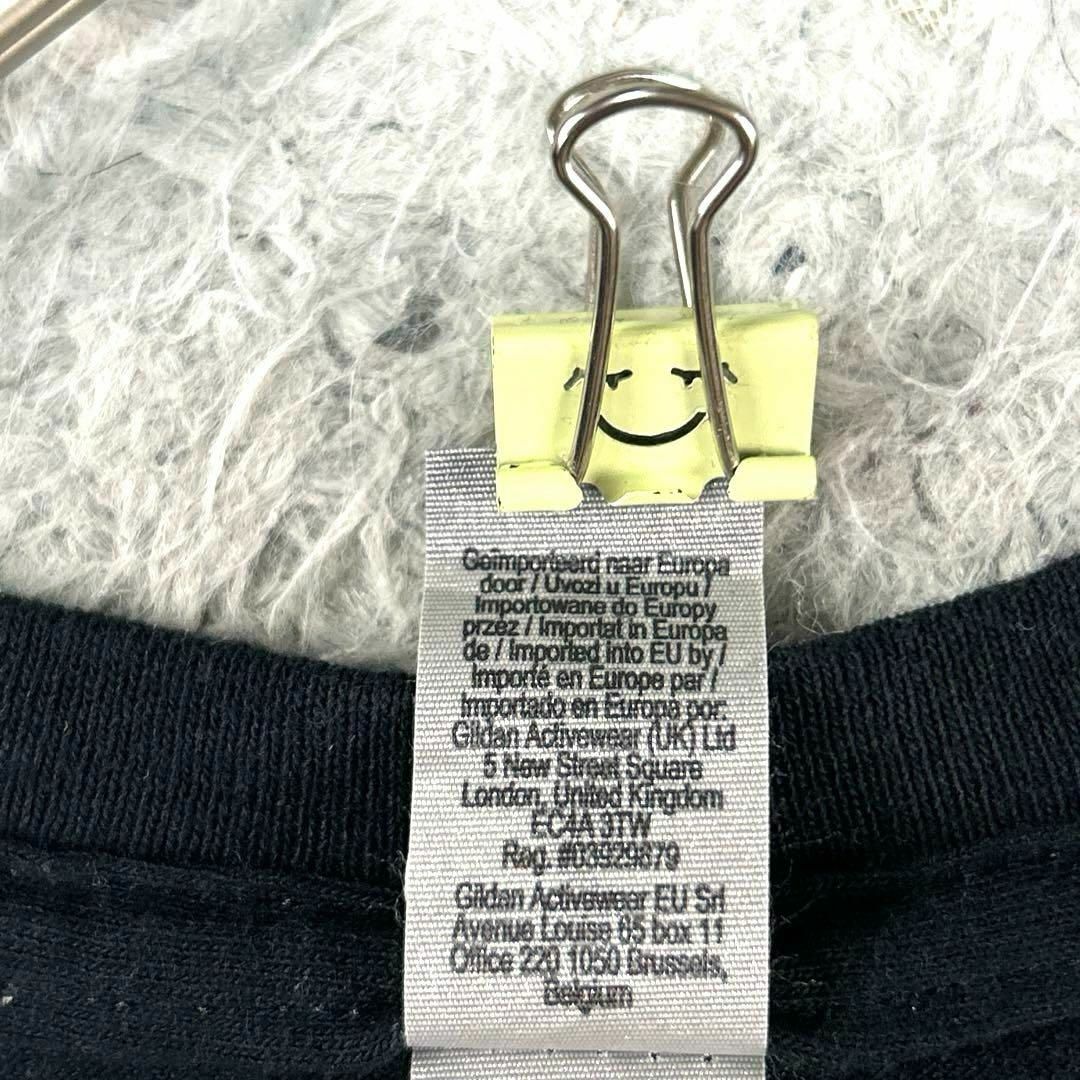 Geïmporteerd naar Europa
door / Uvozi u Europu /
Importowane do Europy
przez / Importat in Europa
de / Imported into EU by /
Importé en Europe par /
Importado en Europa por:
Gildan Activewear (UK) Ltd
5 New Street Square
London, United Kingdom
EC4A 3TW
Reg. #03929879
Gildan Activewear EU Srl
Avenue Louise 65 box 11
Office 220 1050 Brussels,
Belgium